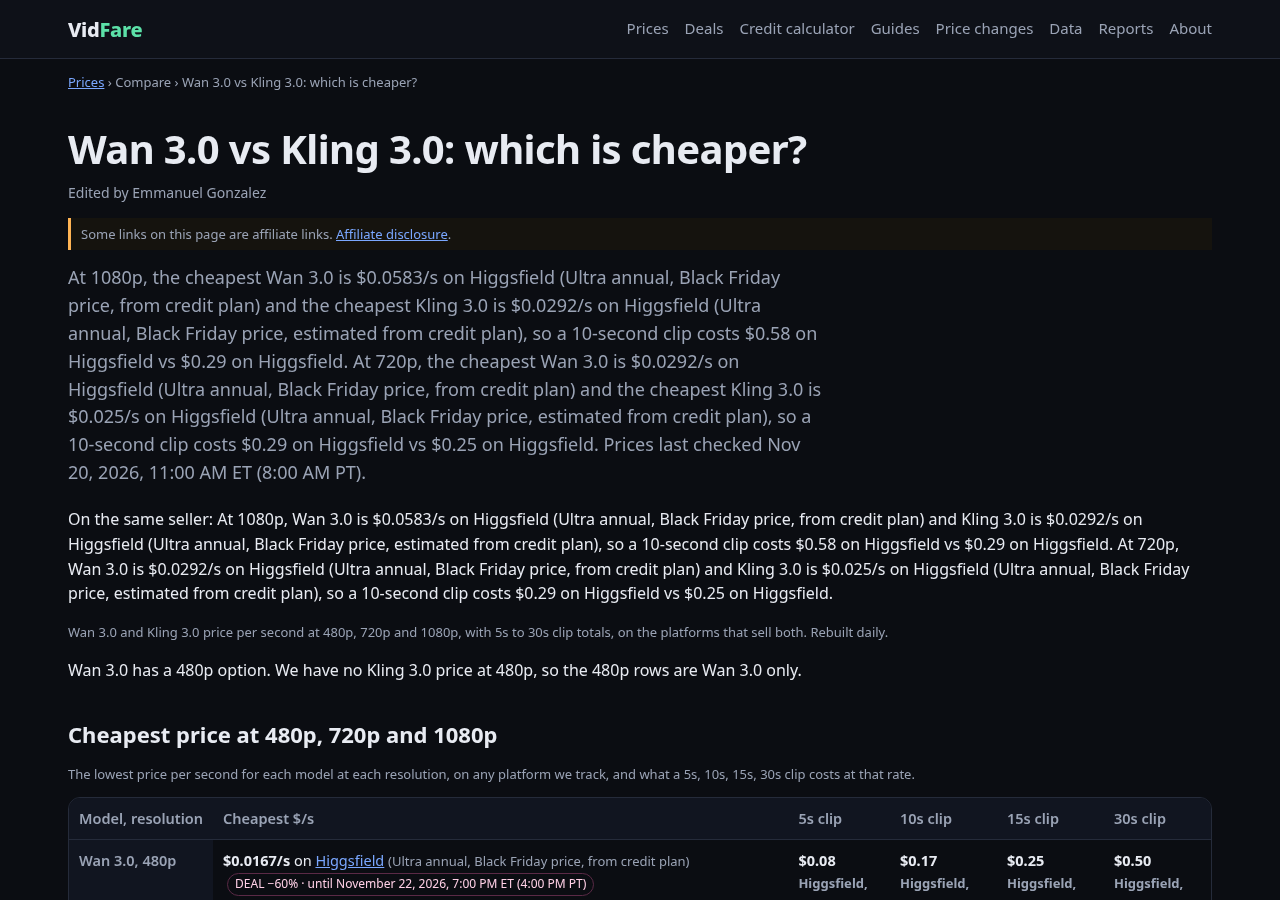 VidFare
Prices Deals Credit calculator Guides Price changes Data Reports About
Prices › Compare › Wan 3.0 vs Kling 3.0: which is cheaper?
Wan 3.0 vs Kling 3.0: which is cheaper?
Edited by Emmanuel Gonzalez
Some links on this page are affiliate links. Affiliate disclosure.
At 1080p, the cheapest Wan 3.0 is $0.0583/s on Higgsfield (Ultra annual, Black Friday
price, from credit plan) and the cheapest Kling 3.0 is $0.0292/s on Higgsfield (Ultra
annual, Black Friday price, estimated from credit plan), so a 10-second clip costs $0.58 on
Higgsfield vs $0.29 on Higgsfield. At 720p, the cheapest Wan 3.0 is $0.0292/s on
Higgsfield (Ultra annual, Black Friday price, from credit plan) and the cheapest Kling 3.0 is
$0.025/s on Higgsfield (Ultra annual, Black Friday price, estimated from credit plan), so a
10-second clip costs $0.29 on Higgsfield vs $0.25 on Higgsfield. Prices last checked Nov
20, 2026, 11:00 AM ET (8:00 AM PT).
On the same seller: At 1080p, Wan 3.0 is $0.0583/s on Higgsfield (Ultra annual, Black Friday price, from credit plan) and Kling 3.0 is $0.0292/s on
Higgsfield (Ultra annual, Black Friday price, estimated from credit plan), so a 10-second clip costs $0.58 on Higgsfield vs $0.29 on Higgsfield. At 720p,
Wan 3.0 is $0.0292/s on Higgsfield (Ultra annual, Black Friday price, from credit plan) and Kling 3.0 is $0.025/s on Higgsfield (Ultra annual, Black Friday
price, estimated from credit plan), so a 10-second clip costs $0.29 on Higgsfield vs $0.25 on Higgsfield.
Wan 3.0 and Kling 3.0 price per second at 480p, 720p and 1080p, with 5s to 30s clip totals, on the platforms that sell both. Rebuilt daily.
Wan 3.0 has a 480p option. We have no Kling 3.0 price at 480p, so the 480p rows are Wan 3.0 only.
Cheapest price at 480p, 720p and 1080p
The lowest price per second for each model at each resolution, on any platform we track, and what a 5s, 10s, 15s, 30s clip costs at that rate.
Model, resolution Cheapest $/s 5s clip 10s clip 15s clip 30s clip
Wan 3.0, 480p $0.0167/s on Higgsfield (Ultra annual, Black Friday price, from credit plan) $0.08 $0.17 $0.25 $0.50
DEAL −60% · until November 22, 2026, 7:00 PM ET (4:00 PM PT) Higgsfield, Higgsfield, Higgsfield, Higgsfield,